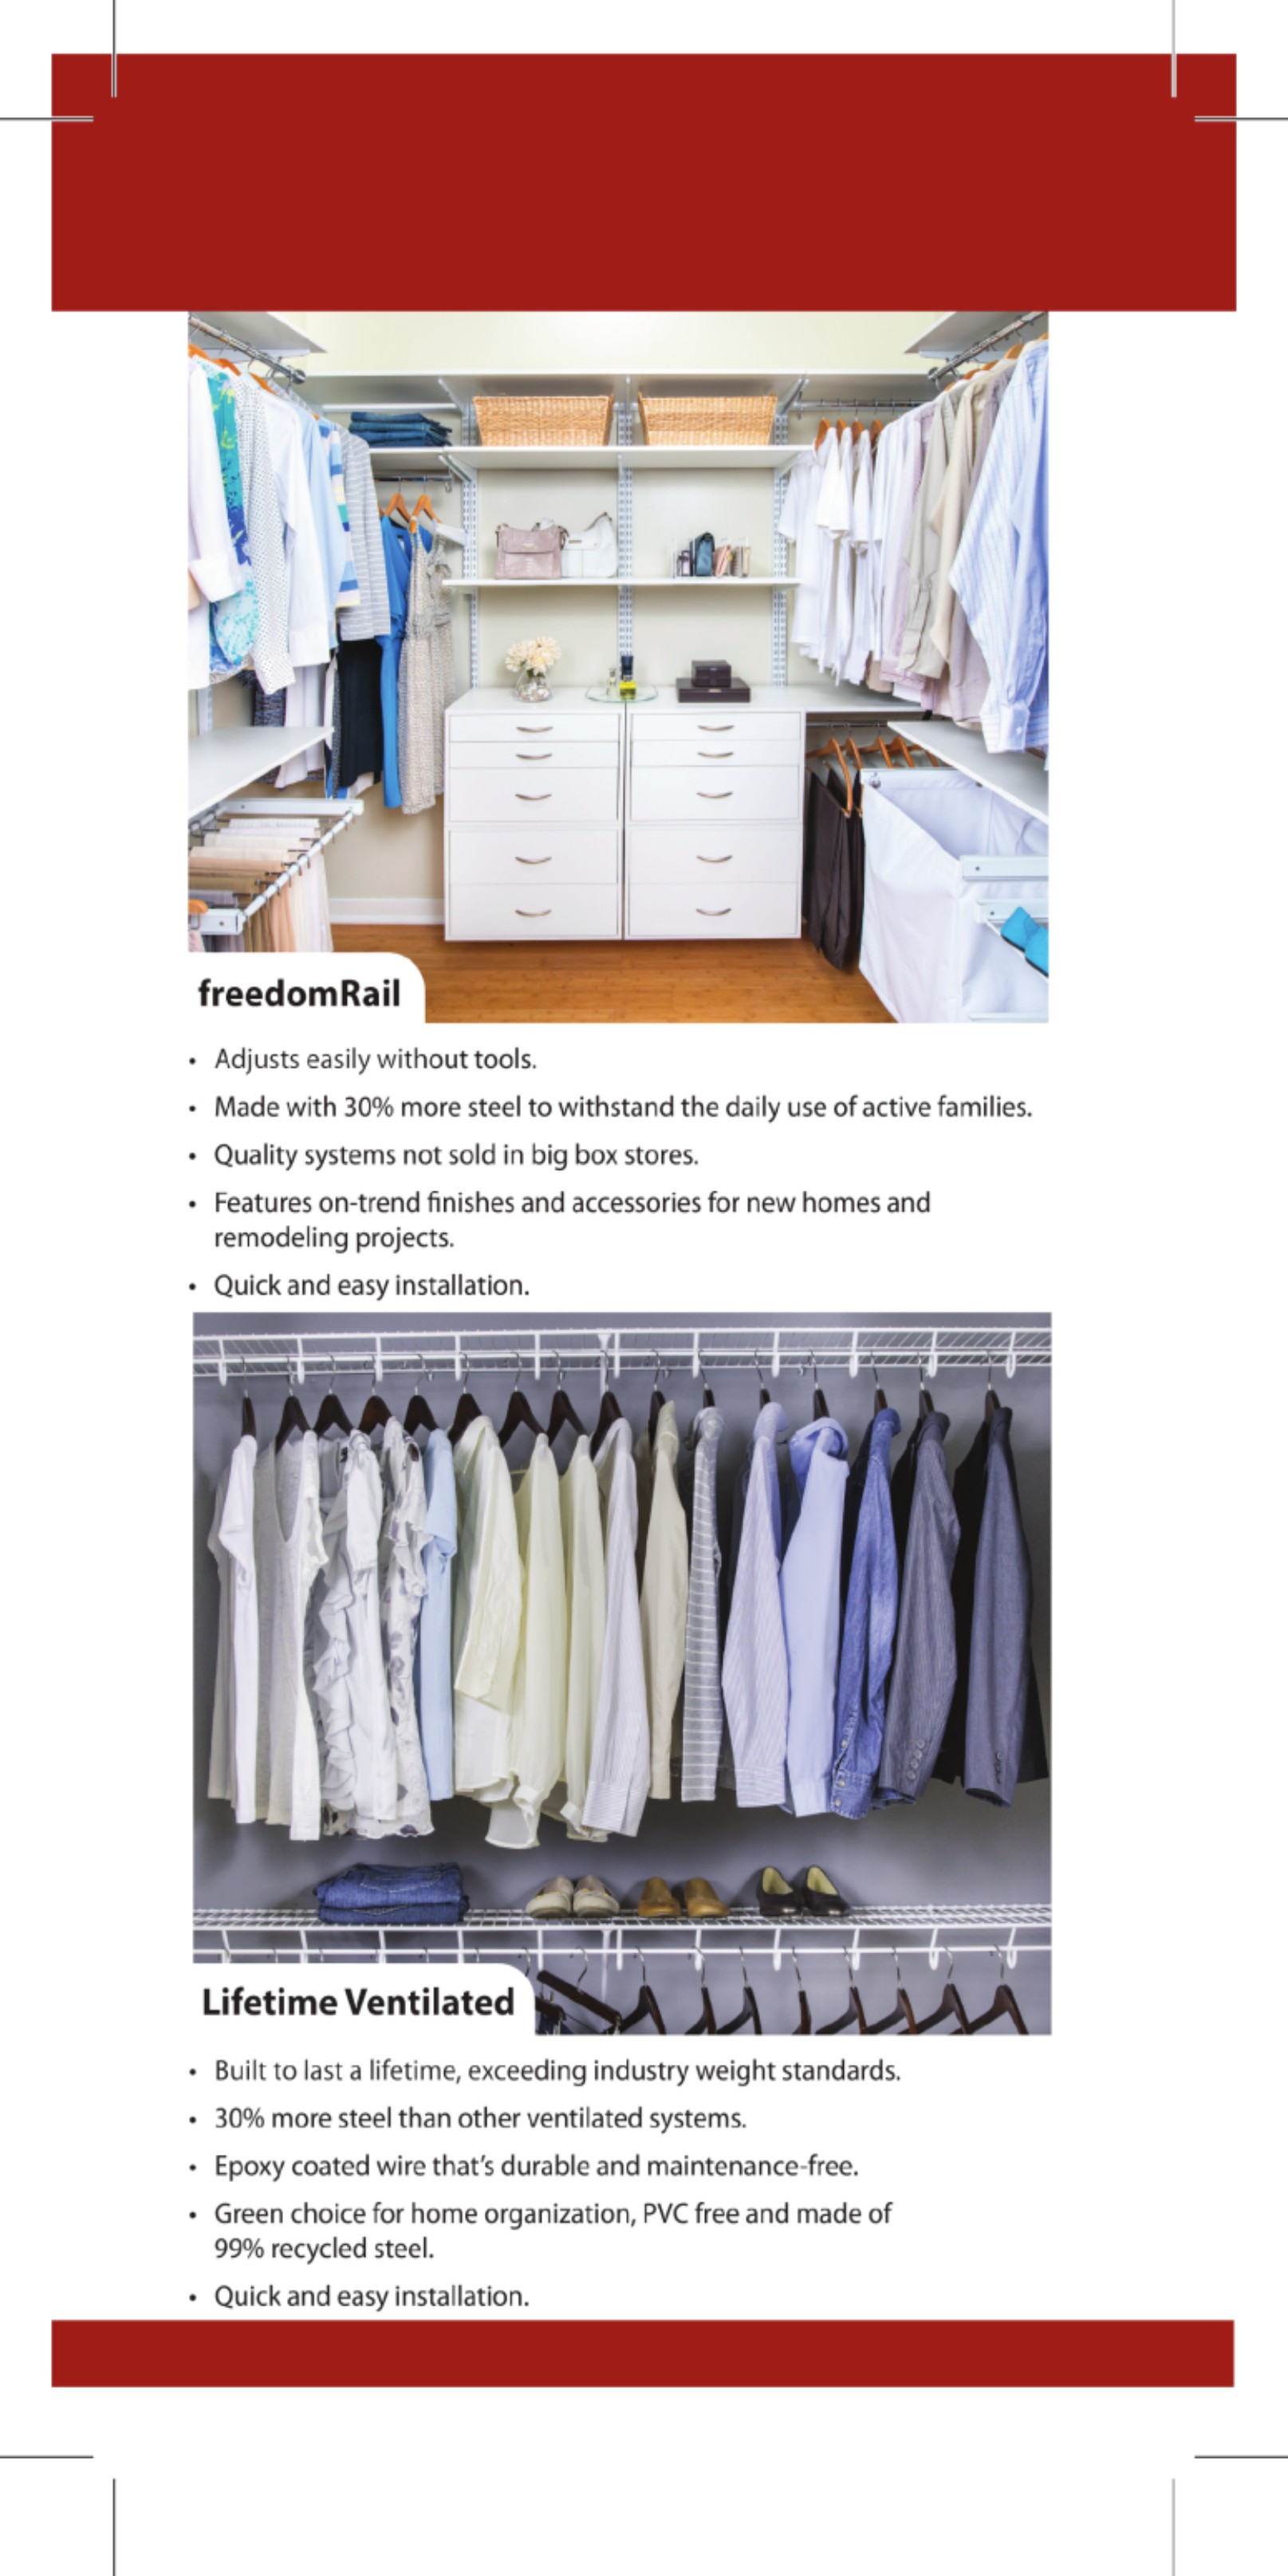 freedomRail
• Adjusts easily without tools.
• Made with 30% more steel to withstand the daily use of active families.
• Quality systems not sold in big box stores.
• Features on-trend finishes and accessories for new homes and
remodeling projects.
• Quick and easy installation.
Lifetime Ventilated
• Built to last a lifetime, exceeding industry weight standards.
• 30% more steel than other ventilated systems.
• Epoxy coated wire that’s durable and maintenance-free.
• Green choice for home organization, PVC free and made of
99% recycled steel.
• Quick and easy installation.